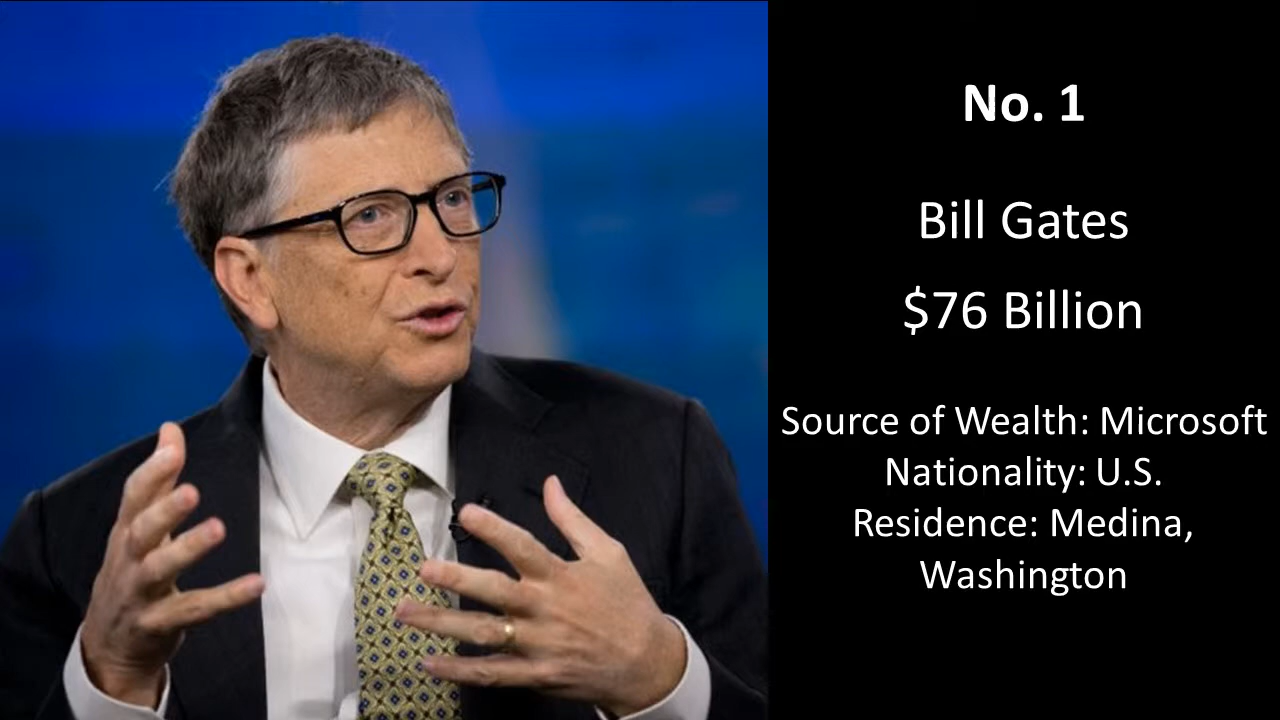 No. 1
Bill Gates
$76 Billion
Source of Wealth: Microsoft
Nationality: U.S.
Residence: Medina,
Washington